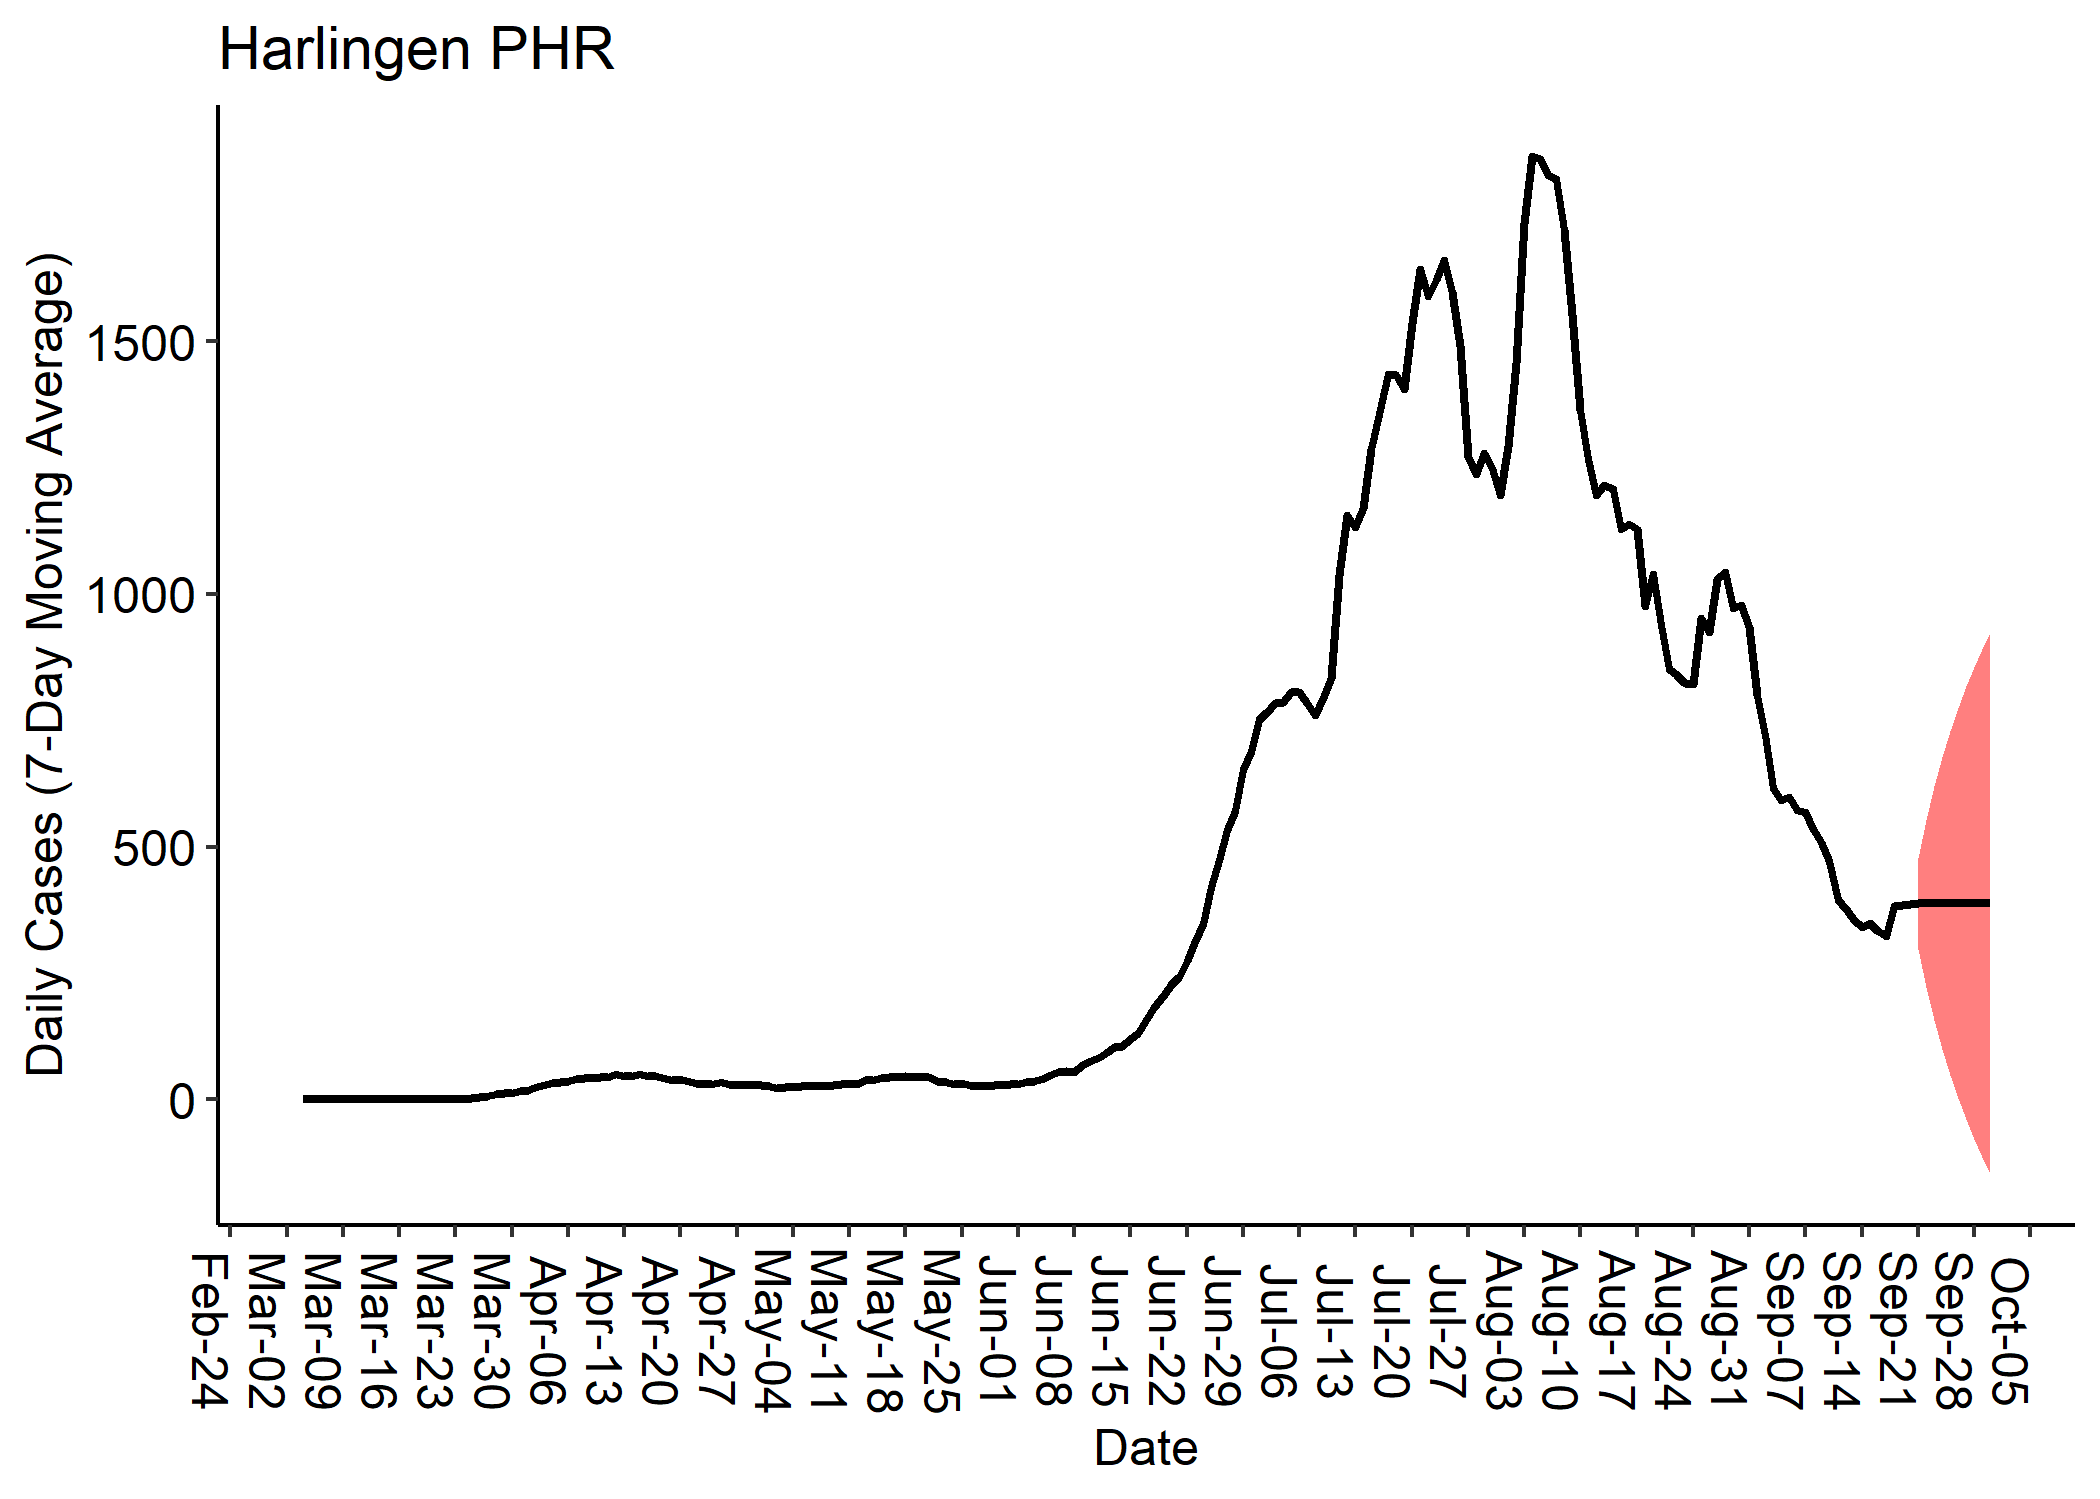 Harlingen PHR
Daily Cases (7-Day Moving Average)
1500
1000
500
0
Feb-24
Mar-02
Mar-09
Mar-16
Mar-23
Mar-30
Apr-06
Apr-13
Apr-20
Apr-27
May-04
May-11
May-18
May-25
Jun-01
Jun-08
Jun-15
Jun-22
Jun-29
Jul-06
Jul-13
Jul-20
Jul-27
Aug-03
Aug-10
Aug-17
Aug-24
Aug-31
Sep-07
Sep-14
Sep-21
Sep-28
Oct-05
Date